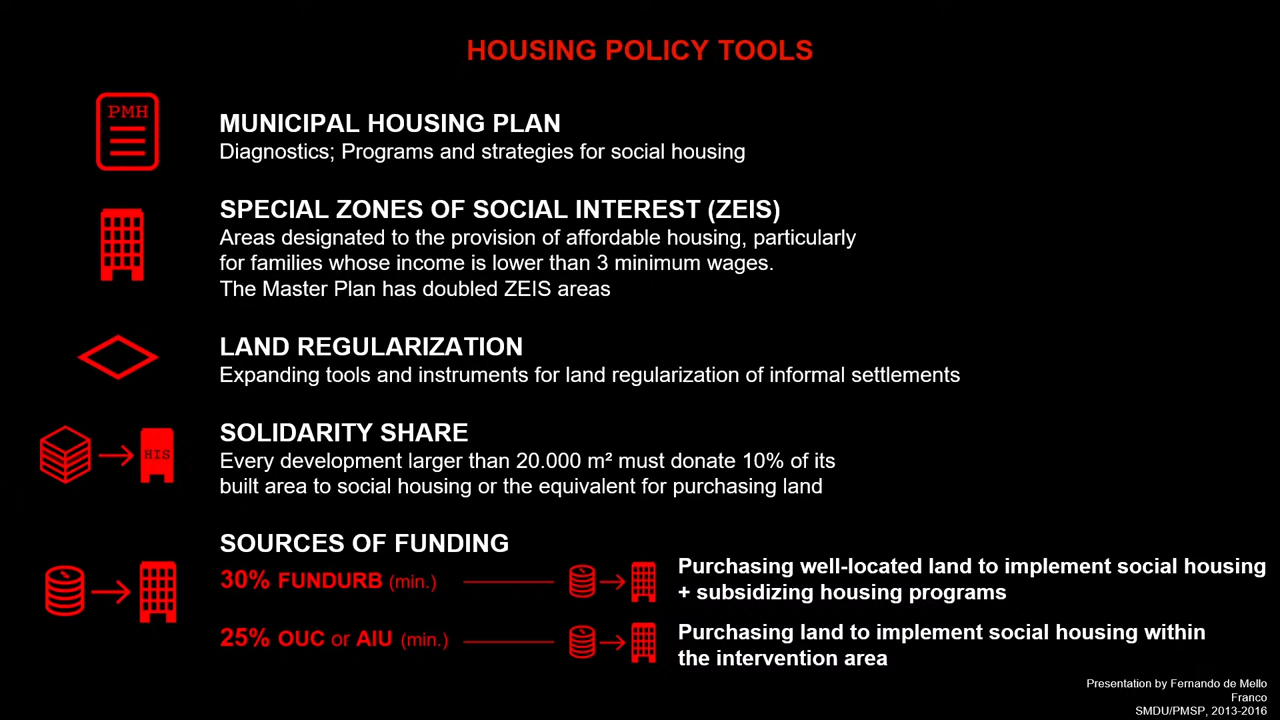 HOUSING POLICY TOOLS
PMH
MUNICIPAL HOUSING PLAN
Diagnostics; Programs and strategies for social housing
SPECIAL ZONES OF SOCIAL INTEREST (ZEIS)
Areas designated to the provision of affordable housing, particularly
for families whose income is lower than 3 minimum wages.
The Master Plan has doubled ZEIS areas
LAND REGULARIZATION
Expanding tools and instruments for land regularization of informal settlements
HIS
SOLIDARITY SHARE
Every development larger than 20.000 m² must donate 10% of its
built area to social housing or the equivalent for purchasing land
SOURCES OF FUNDING
30% FUNDURB (min.)
Purchasing well-located land to implement social housing
+ subsidizing housing programs
25% OUC or AIU (min.)
Purchasing land to implement social housing within
the intervention area
Presentation by Fernando de Mello
Franco
SMDU/PMSP, 2013-2016